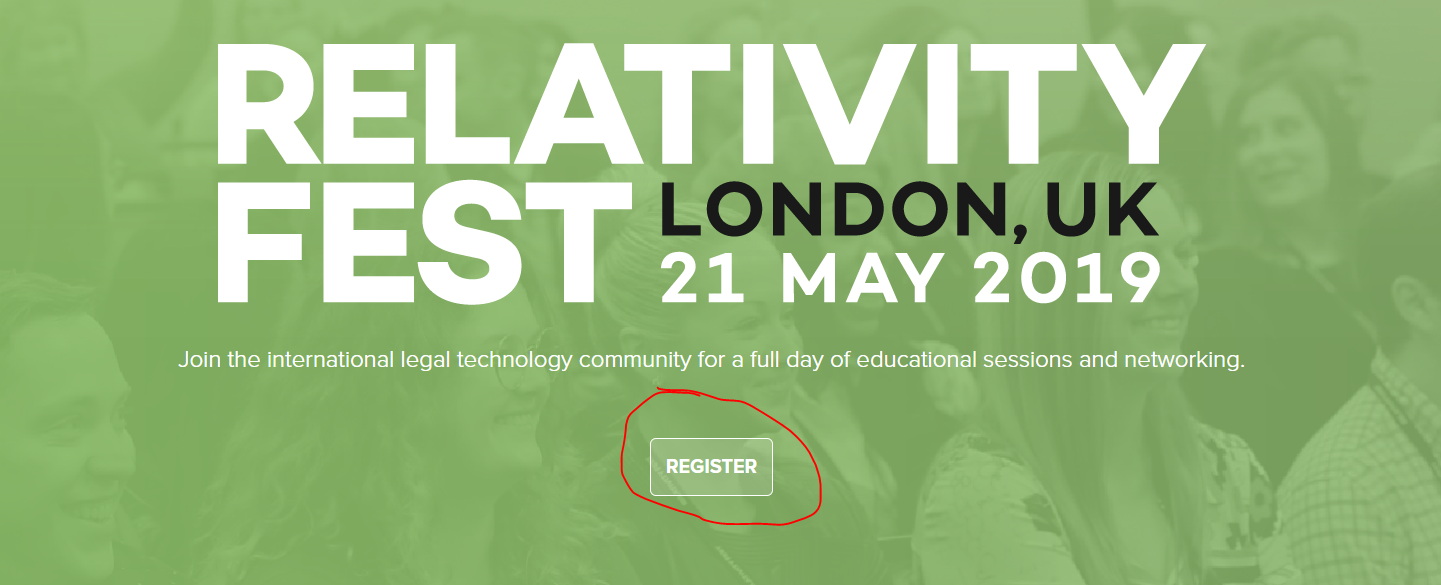 RELATIVITY
FEST
LONDON, UK
21 MAY 2019
Join the international legal technology community for a full day of educational sessions and networking.
REGISTER